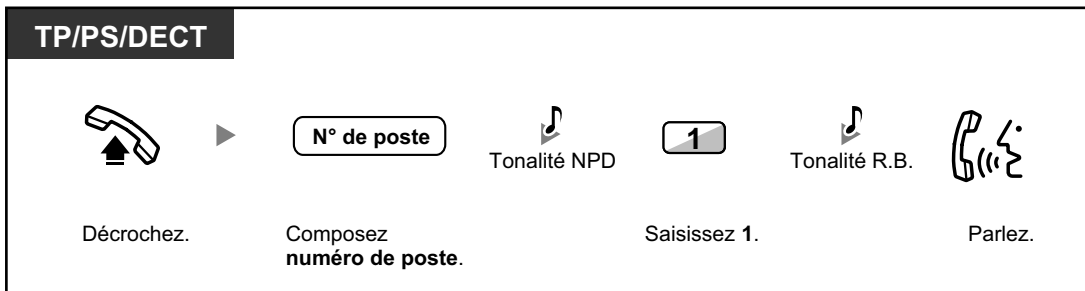 TP/PS/DECT
N° de poste
Tonalité NPD
1
Tonalité R.B.
Décrochez.
Composez
numéro de poste.
Saisissez 1.
Parlez.